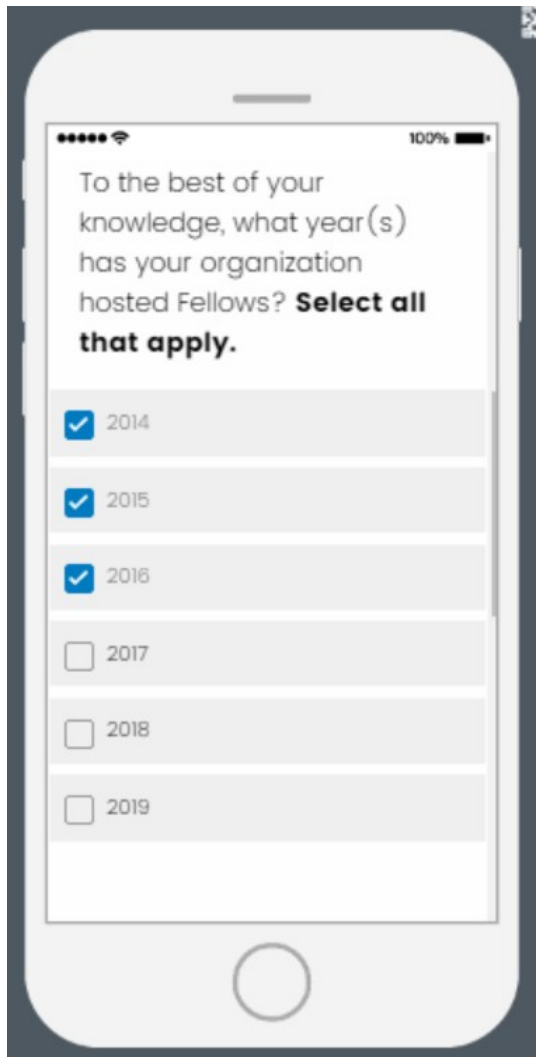 100%
To the best of your
knowledge, what year(s)
has your organization
hosted Fellows? Select all
that apply.
2014
2015
2016
2017
2018
2019